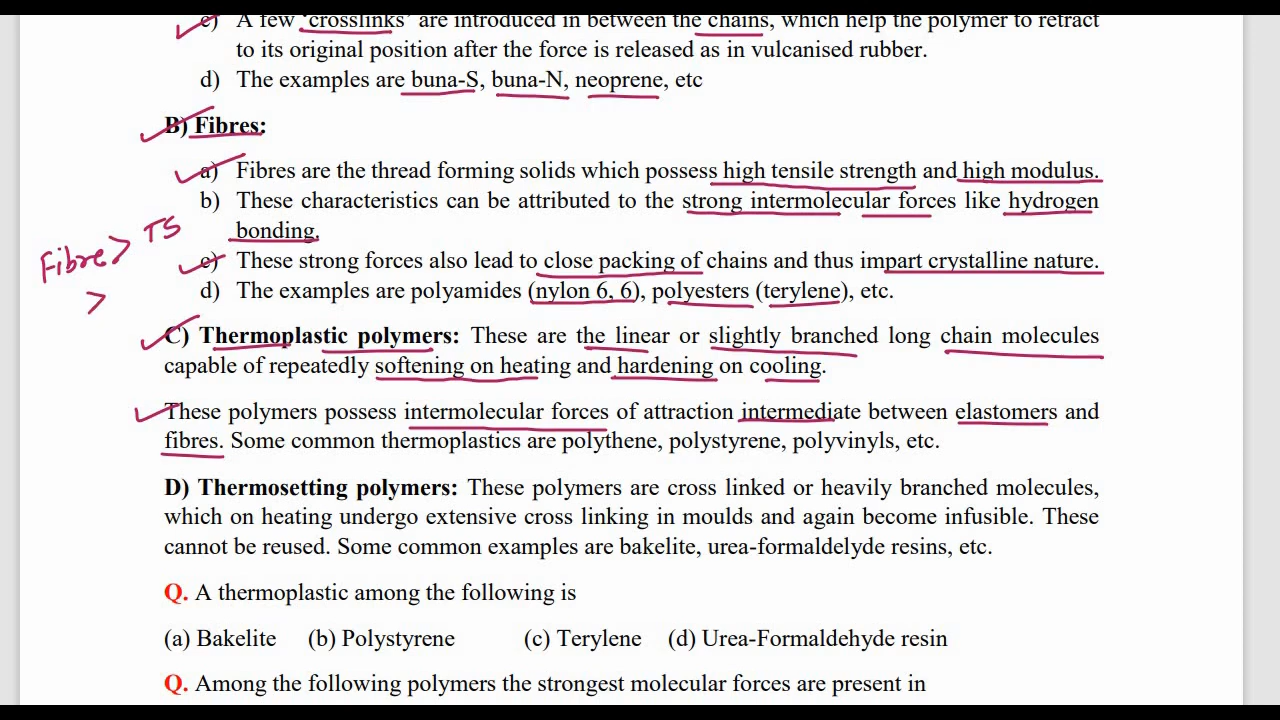 c) A few 'crosslinks' are introduced in between the chains, which help the polymer to retract
to its original position after the force is released as in vulcanised rubber.
d) The examples are buna-S, buna-N, neoprene, etc
B) Fibres:
a) Fibres are the thread forming solids which possess high tensile strength and high modulus.
b) These characteristics can be attributed to the strong intermolecular forces like hydrogen
bonding.
TS
Fibre >
c) These strong forces also lead to close packing of chains and thus impart crystalline nature.
d) The examples are polyamides (nylon 6, 6), polyesters (terylene), etc.
>
C) Thermoplastic polymers: These are the linear or slightly branched long chain molecules
capable of repeatedly softening on heating and hardening on cooling.
These polymers possess intermolecular forces of attraction intermediate between elastomers and
fibres. Some common thermoplastics are polythene, polystyrene, polyvinyls, etc.
D) Thermosetting polymers: These polymers are cross linked or heavily branched molecules,
which on heating undergo extensive cross linking in moulds and again become infusible. These
cannot be reused. Some common examples are bakelite, urea-formaldelyde resins, etc.
Q. A thermoplastic among the following is
(a) Bakelite (b) Polystyrene (c) Terylene (d) Urea-Formaldehyde resin
Q. Among the following polymers the strongest molecular forces are present in